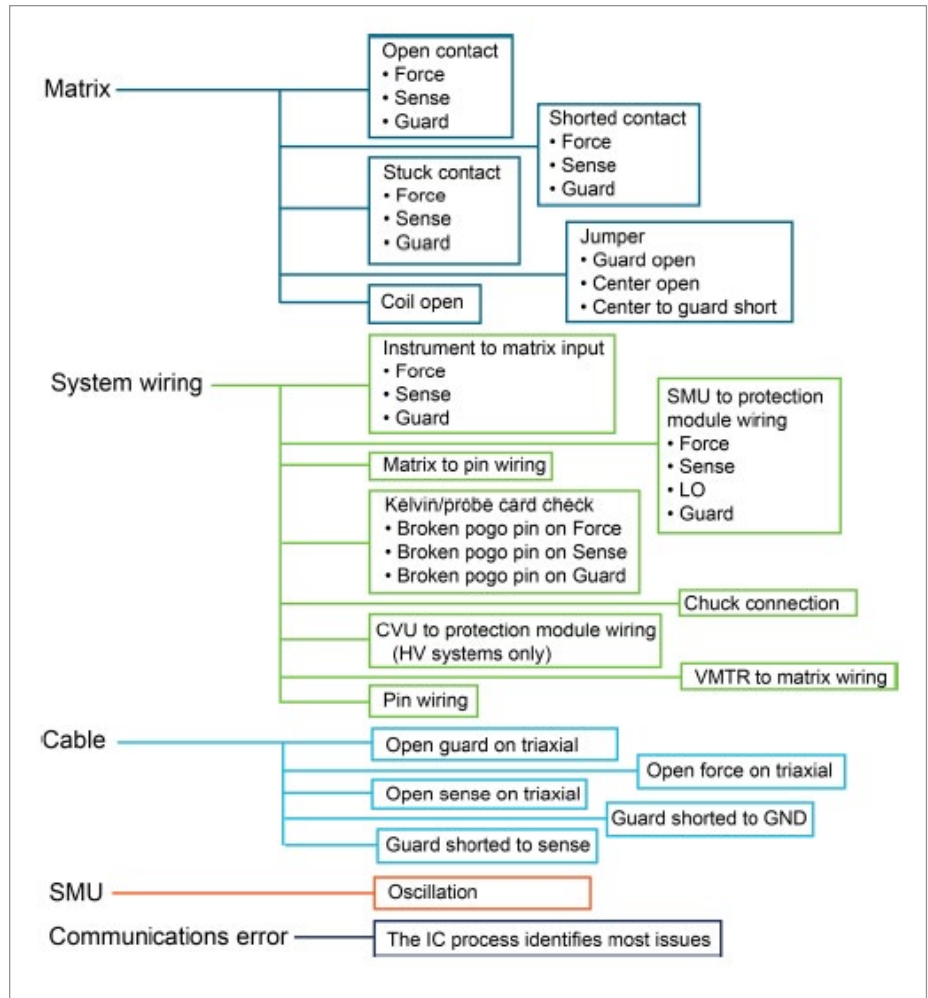 Matrix
Open contact
• Force
• Sense
• Guard
Shorted contact
• Force
• Sense
• Guard
Stuck contact
• Force
• Sense
• Guard
Jumper
• Guard open
• Center open
• Center to guard short
Coil open
System wiring
Instrument to matrix input
• Force
• Sense
• Guard
SMU to protection
module wiring
• Force
• Sense
• LO
• Guard
Matrix to pin wiring
Kelvin/probe card check
• Broken pogo pin on Force
• Broken pogo pin on Sense
• Broken pogo pin on Guard
Chuck connection
CVU to protection module wiring
(HV systems only)
VMTR to matrix wiring
Pin wiring
Cable
Open guard on triaxial
Open force on triaxial
Open sense on triaxial
Guard shorted to GND
Guard shorted to sense
SMU
Oscillation
Communications error
The IC process identifies most issues